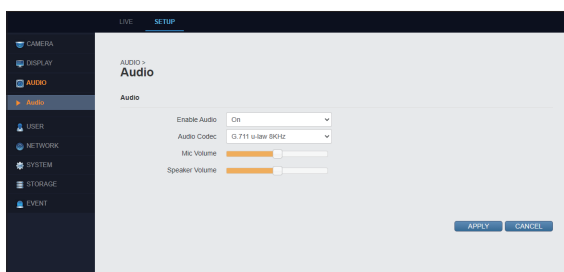 LIVE SETUP
CAMERA
DISPLAY
AUDIO
Audio
USER
NETWORK
SYSTEM
STORAGE
EVENT
AUDIO >
Audio
Audio
Enable Audio On
Audio Codec G.711 u-law 8KHz
Mic Volume
Speaker Volume
APPLY CANCEL